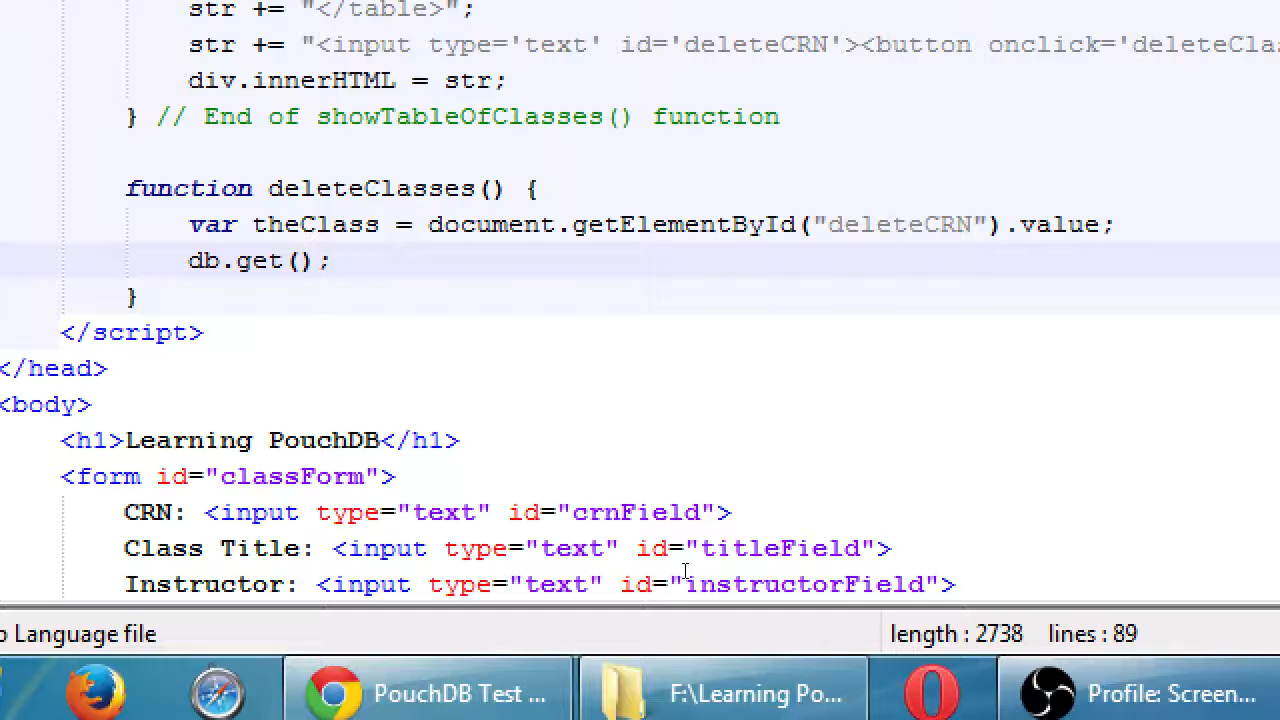 str += "</table>";
str += "<input type='text' id='deleteCRN'><button onclick='deleteClas
div.innerHTML = str;
} // End of showTableOfClasses() function
function deleteClasses() {
var theClass = document.getElementById("deleteCRN").value;
db.get();
}
</script>
</head>
<body>
<h1>Learning PouchDB</h1>
<form id="classForm">
CRN: <input type="text" id="crnField">
Class Title: <input type="text" id="titleField">
Instructor: <input type="text" id="instructorField">
p Language file length : 2738 lines : 89
PouchDB Test ... F:\Learning Po... Profile: Screen...